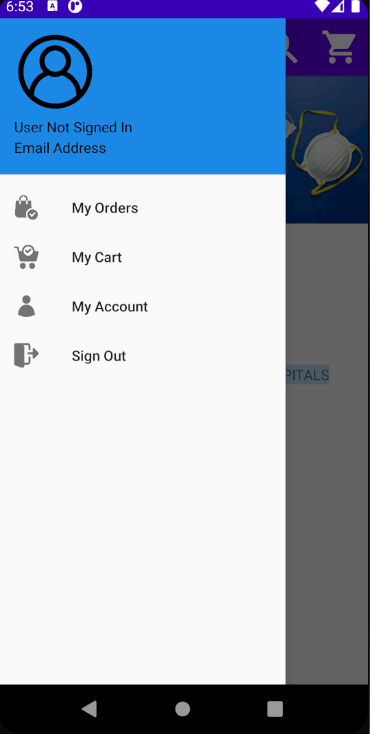 6:53
User Not Signed In
Email Address
My Orders
My Cart
My Account
PITALS
Sign Out